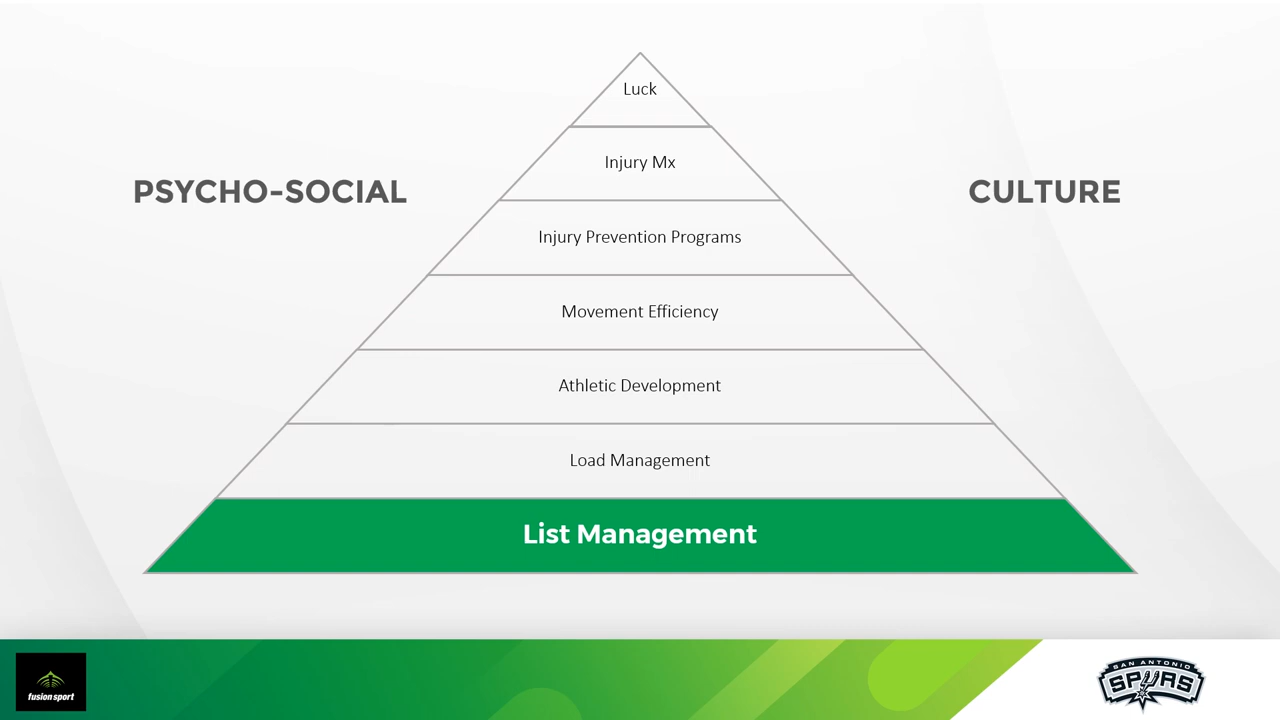 Luck
Injury Mx
PSYCHO-SOCIAL
CULTURE
Injury Prevention Programs
Movement Efficiency
Athletic Development
Load Management
List Management
fusion sport
SAN ANTONIO
SPURS